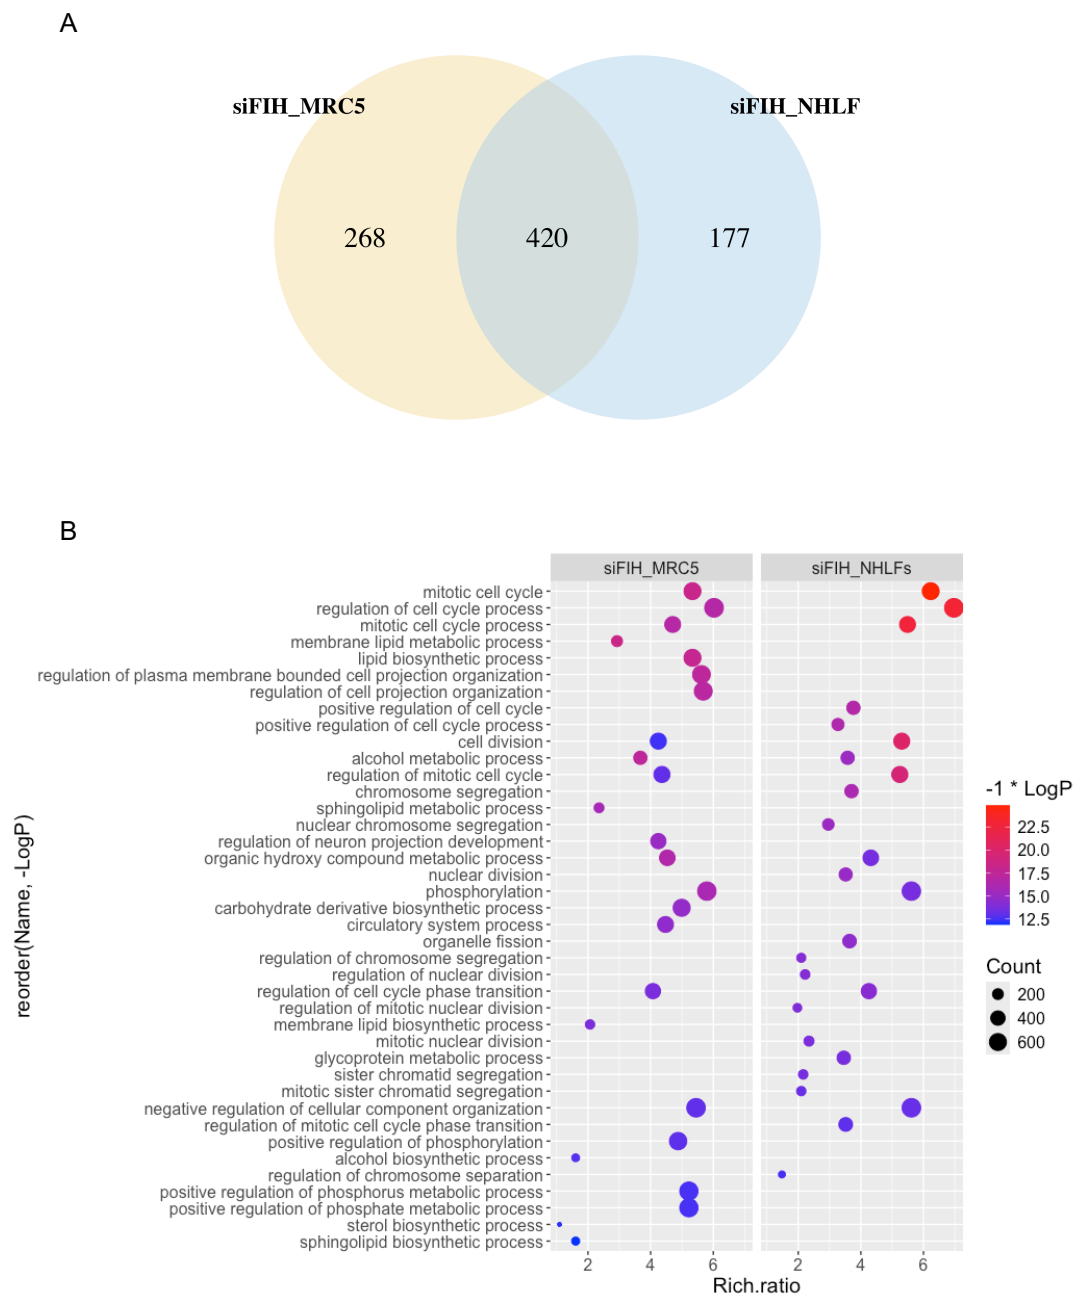 A
siFIH_MRC5
siFIH_NHLF
268
420
177
B
siFIH_MRC5
siFIH_NHLFs
mitotic cell cycle
regulation of cell cycle process
mitotic cell cycle process
membrane lipid metabolic process
lipid biosynthetic process
regulation of plasma membrane bounded cell projection organization
regulation of cell projection organization
positive regulation of cell cycle
positive regulation of cell cycle process
cell division
alcohol metabolic process
regulation of mitotic cell cycle
chromosome segregation
sphingolipid metabolic process
nuclear chromosome segregation
regulation of neuron projection development
organic hydroxy compound metabolic process
nuclear division
phosphorylation
carbohydrate derivative biosynthetic process
circulatory system process
organelle fission
regulation of chromosome segregation
regulation of nuclear division
regulation of cell cycle phase transition
regulation of mitotic nuclear division
membrane lipid biosynthetic process
mitotic nuclear division
glycoprotein metabolic process
sister chromatid segregation
mitotic sister chromatid segregation
negative regulation of cellular component organization
regulation of mitotic cell cycle phase transition
positive regulation of phosphorylation
alcohol biosynthetic process
regulation of chromosome separation
positive regulation of phosphorus metabolic process
positive regulation of phosphate metabolic process
sterol biosynthetic process
sphingolipid biosynthetic process
reorder(Name, -LogP)
2 4 6
2 4 6
Rich.ratio
-1 * LogP
22.5
20.0
17.5
15.0
12.5
Count
200
400
600